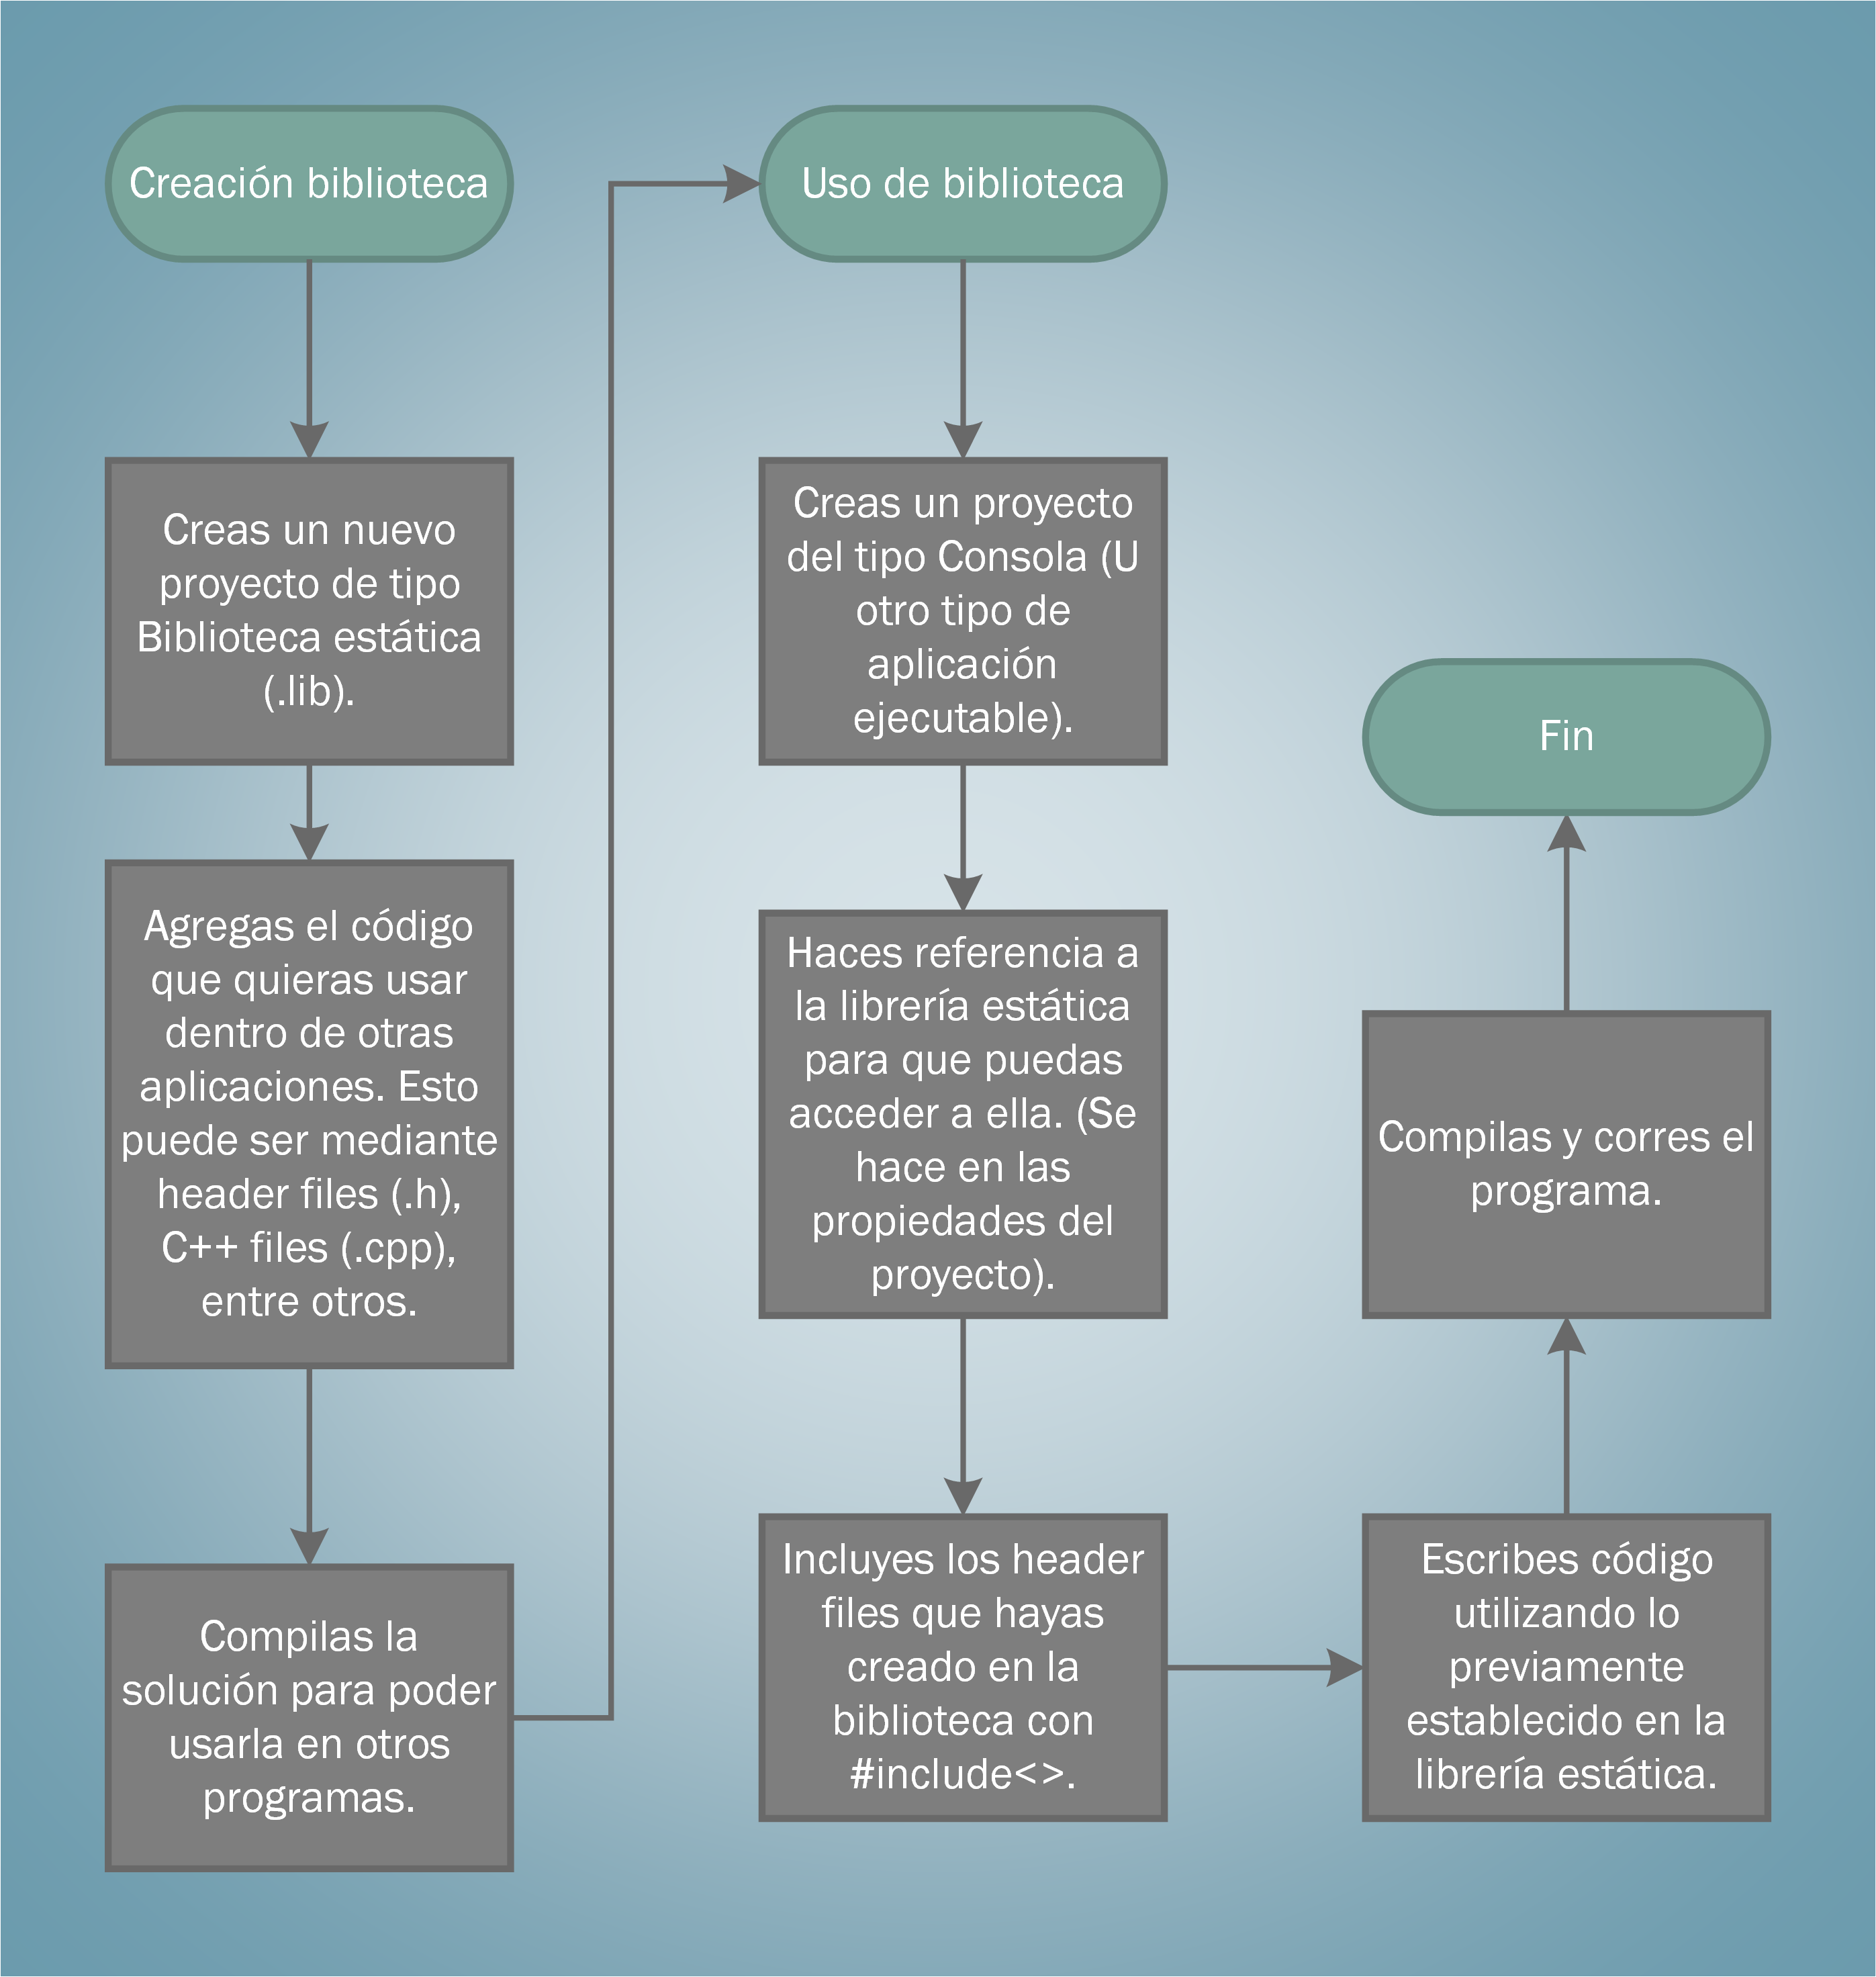 Creación biblioteca
Creas un nuevo
proyecto de tipo
Biblioteca estática
(.lib).
Agregas el código
que quieras usar
dentro de otras
aplicaciones. Esto
puede ser mediante
header files (.h),
C++ files (.cpp),
entre otros.
Compilas la
solución para poder
usarla en otros
programas.
Uso de biblioteca
Creas un proyecto
del tipo Consola (U
otro tipo de
aplicación
ejecutable).
Haces referencia a
la librería estática
para que puedas
acceder a ella. (Se
hace en las
propiedades del
proyecto).
Incluyes los header
files que hayas
creado en la
biblioteca con
#include<>.
Escribes código
utilizando lo
previamente
establecido en la
librería estática.
Compilas y corres el
programa.
Fin